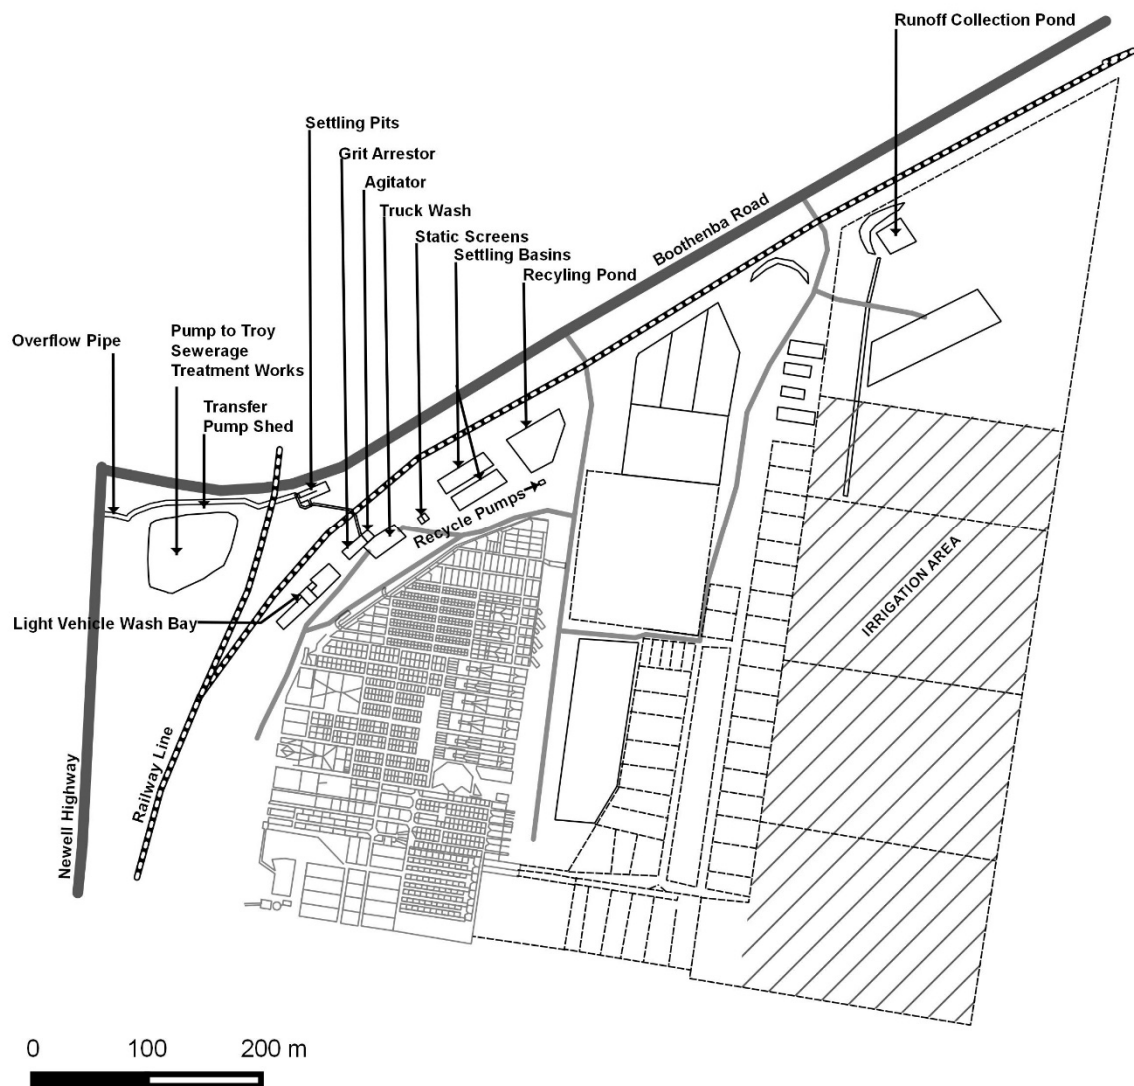 Runoff Collection Pond
Settling Pits
Grit Arrestor
Agitator
Truck Wash
Static Screens
Settling Basins
Recyling Pond
Boothenba Road
Overflow Pipe
Pump to Troy
Sewerage
Treatment Works
Transfer
Pump Shed
Recycle Pumps
Light Vehicle Wash Bay
IRRIGATION AREA
Railway Line
Newell Highway
0 100 200 m